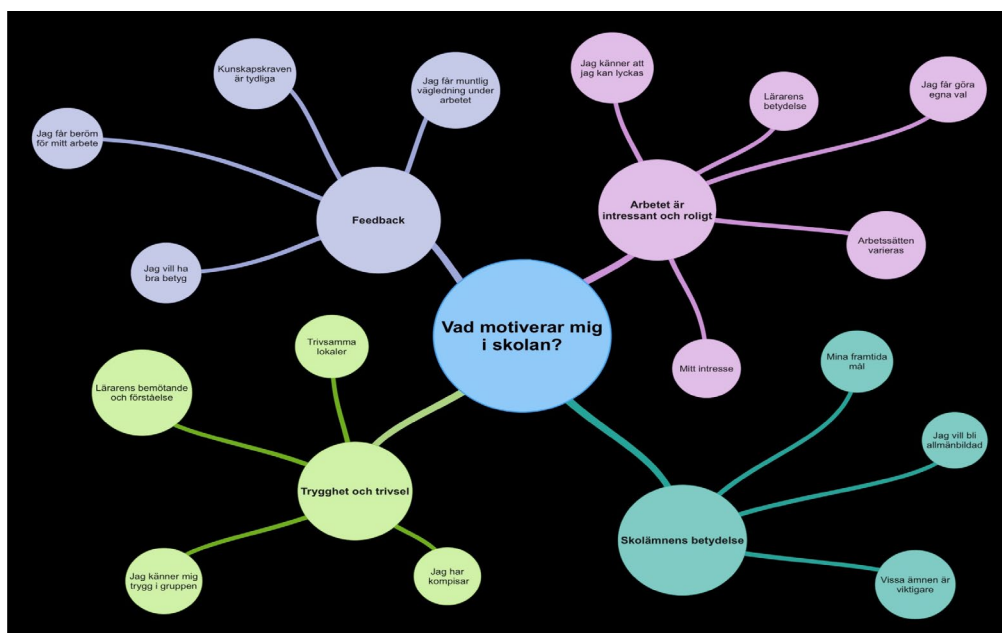 Vad motiverar mig
i skolan?
Feedback
Kunskapskraven
är tydliga
Jag får muntlig
vägledning under
arbetet
Jag får beröm
för mitt arbete
Jag vill ha
bra betyg
Arbetet är
intressant och roligt
Jag känner att
jag kan lyckas
Lärarens
betydelse
Jag får göra
egna val
Arbetssätten
varieras
Mitt intresse
Trygghet och trivsel
Trivsamma
lokaler
Lärarens bemötande
och förståelse
Jag känner mig
trygg i gruppen
Jag har
kompisar
Skolämnens betydelse
Mina framtida
mål
Jag vill bli
allmänbildad
Vissa ämnen är
viktigare